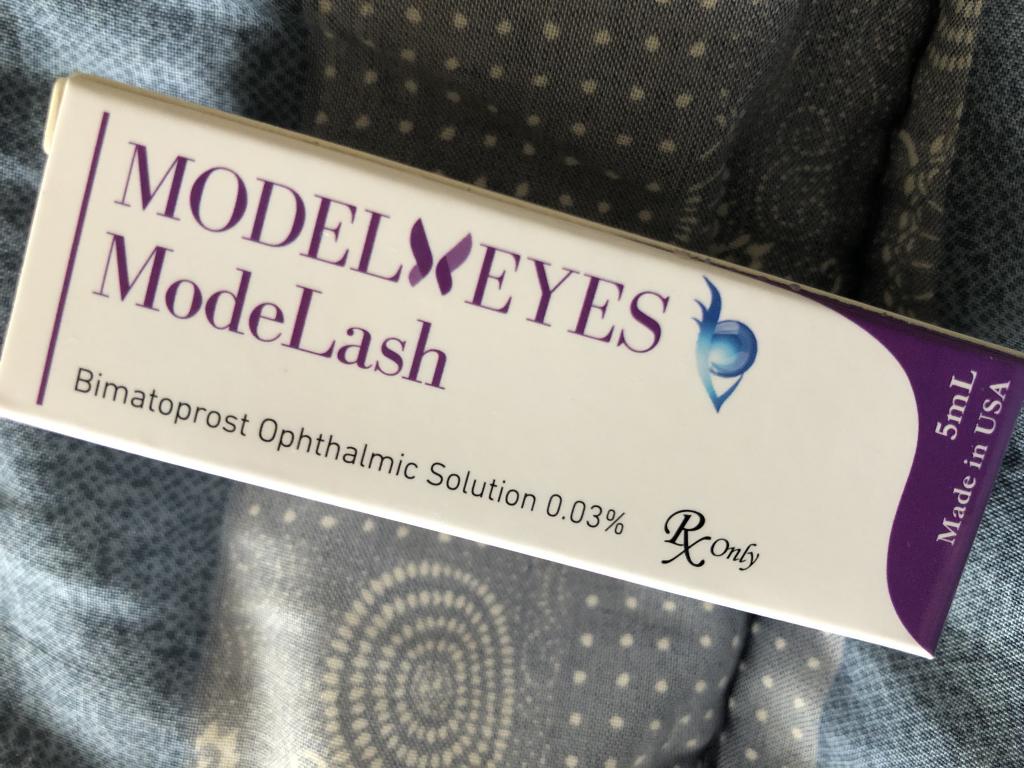 MODEL EYES
ModeLash
Bimatoprost Ophthalmic Solution 0.03%
Rx Only
5mL
Made in USA